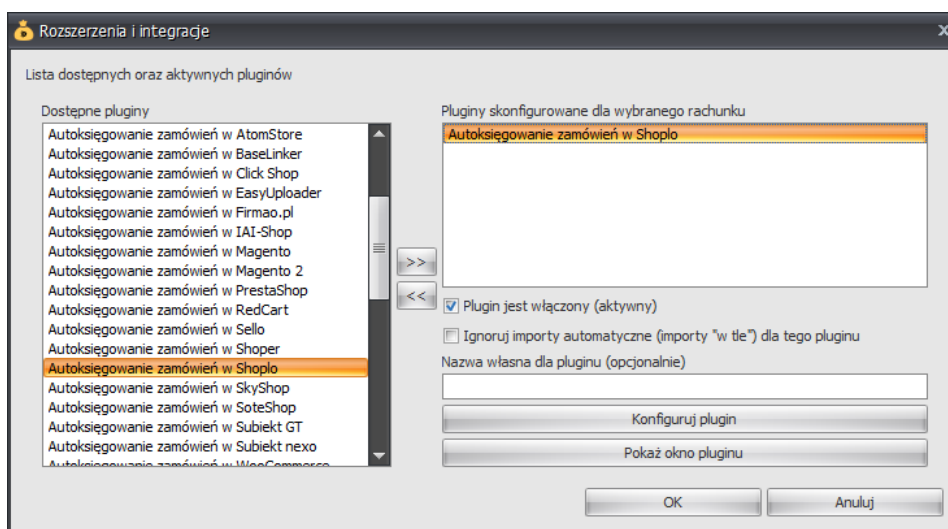 Rozszerzenia i integracje
x
Lista dostępnych oraz aktywnych pluginów
Dostępne pluginy
Autoksięgowanie zamówień w AtomStore
Autoksięgowanie zamówień w BaseLinker
Autoksięgowanie zamówień w Click Shop
Autoksięgowanie zamówień w EasyUploader
Autoksięgowanie zamówień w Firmao.pl
Autoksięgowanie zamówień w IAI-Shop
Autoksięgowanie zamówień w Magento
Autoksięgowanie zamówień w Magento 2
Autoksięgowanie zamówień w PrestaShop
Autoksięgowanie zamówień w RedCart
Autoksięgowanie zamówień w Sello
Autoksięgowanie zamówień w Shoper
Autoksięgowanie zamówień w Shoplo
Autoksięgowanie zamówień w SkyShop
Autoksięgowanie zamówień w SoteShop
Autoksięgowanie zamówień w Subiekt GT
Autoksięgowanie zamówień w Subiekt nexo
Autoksięgowanie zamówień w WooCommerce
>>
<<
Pluginy skonfigurowane dla wybranego rachunku
Autoksięgowanie zamówień w Shoplo
Plugin jest włączony (aktywny)
Ignoruj importy automatyczne (importy "w tle") dla tego pluginu
Nazwa własna dla pluginu (opcjonalnie)
Konfiguruj plugin
Pokaż okno pluginu
OK
Anuluj